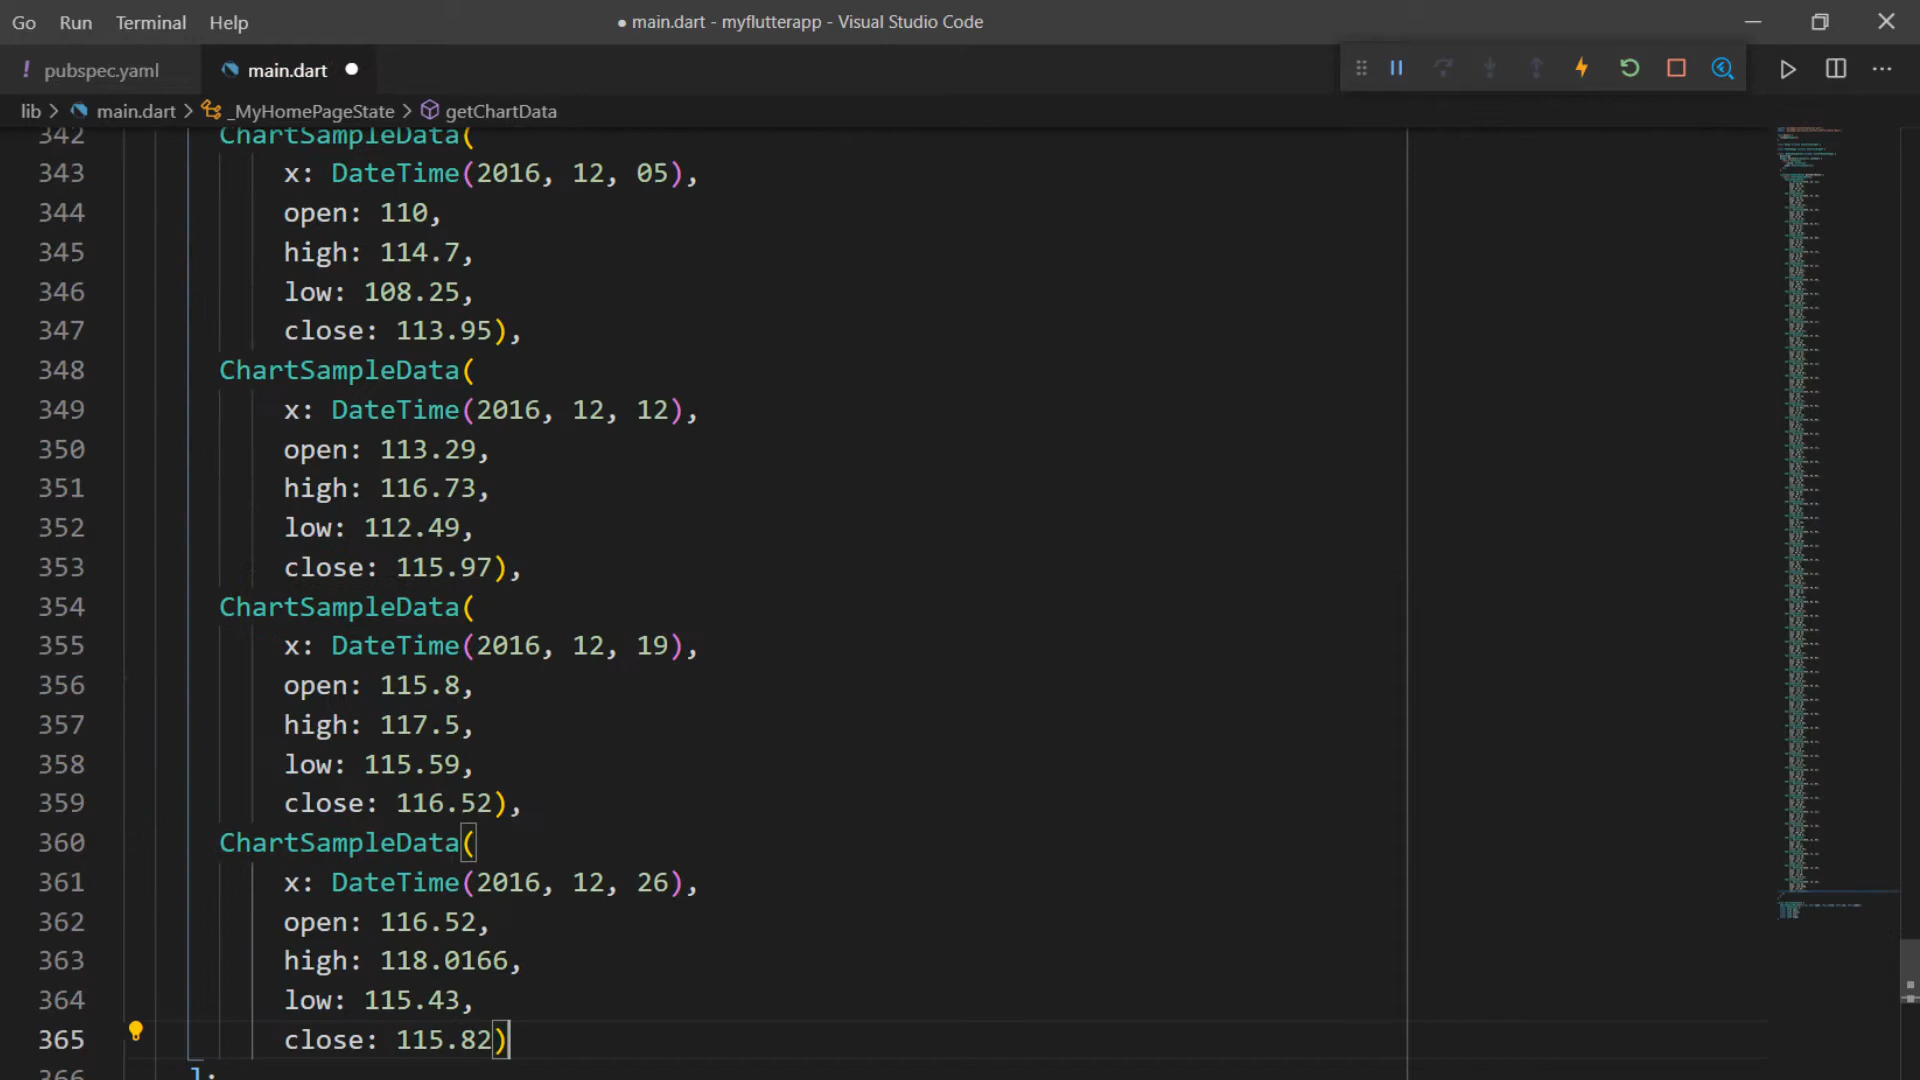 Go Run Terminal Help
● main.dart - myflutterapp - Visual Studio Code
! pubspec.yaml
main.dart ●
lib > main.dart > _MyHomePageState > getChartData
342 ChartSampleData(
343 x: DateTime(2016, 12, 05),
344 open: 110,
345 high: 114.7,
346 low: 108.25,
347 close: 113.95),
348 ChartSampleData(
349 x: DateTime(2016, 12, 12),
350 open: 113.29,
351 high: 116.73,
352 low: 112.49,
353 close: 115.97),
354 ChartSampleData(
355 x: DateTime(2016, 12, 19),
356 open: 115.8,
357 high: 117.5,
358 low: 115.59,
359 close: 116.52),
360 ChartSampleData(
361 x: DateTime(2016, 12, 26),
362 open: 116.52,
363 high: 118.0166,
364 low: 115.43,
365 close: 115.82)
366 ];